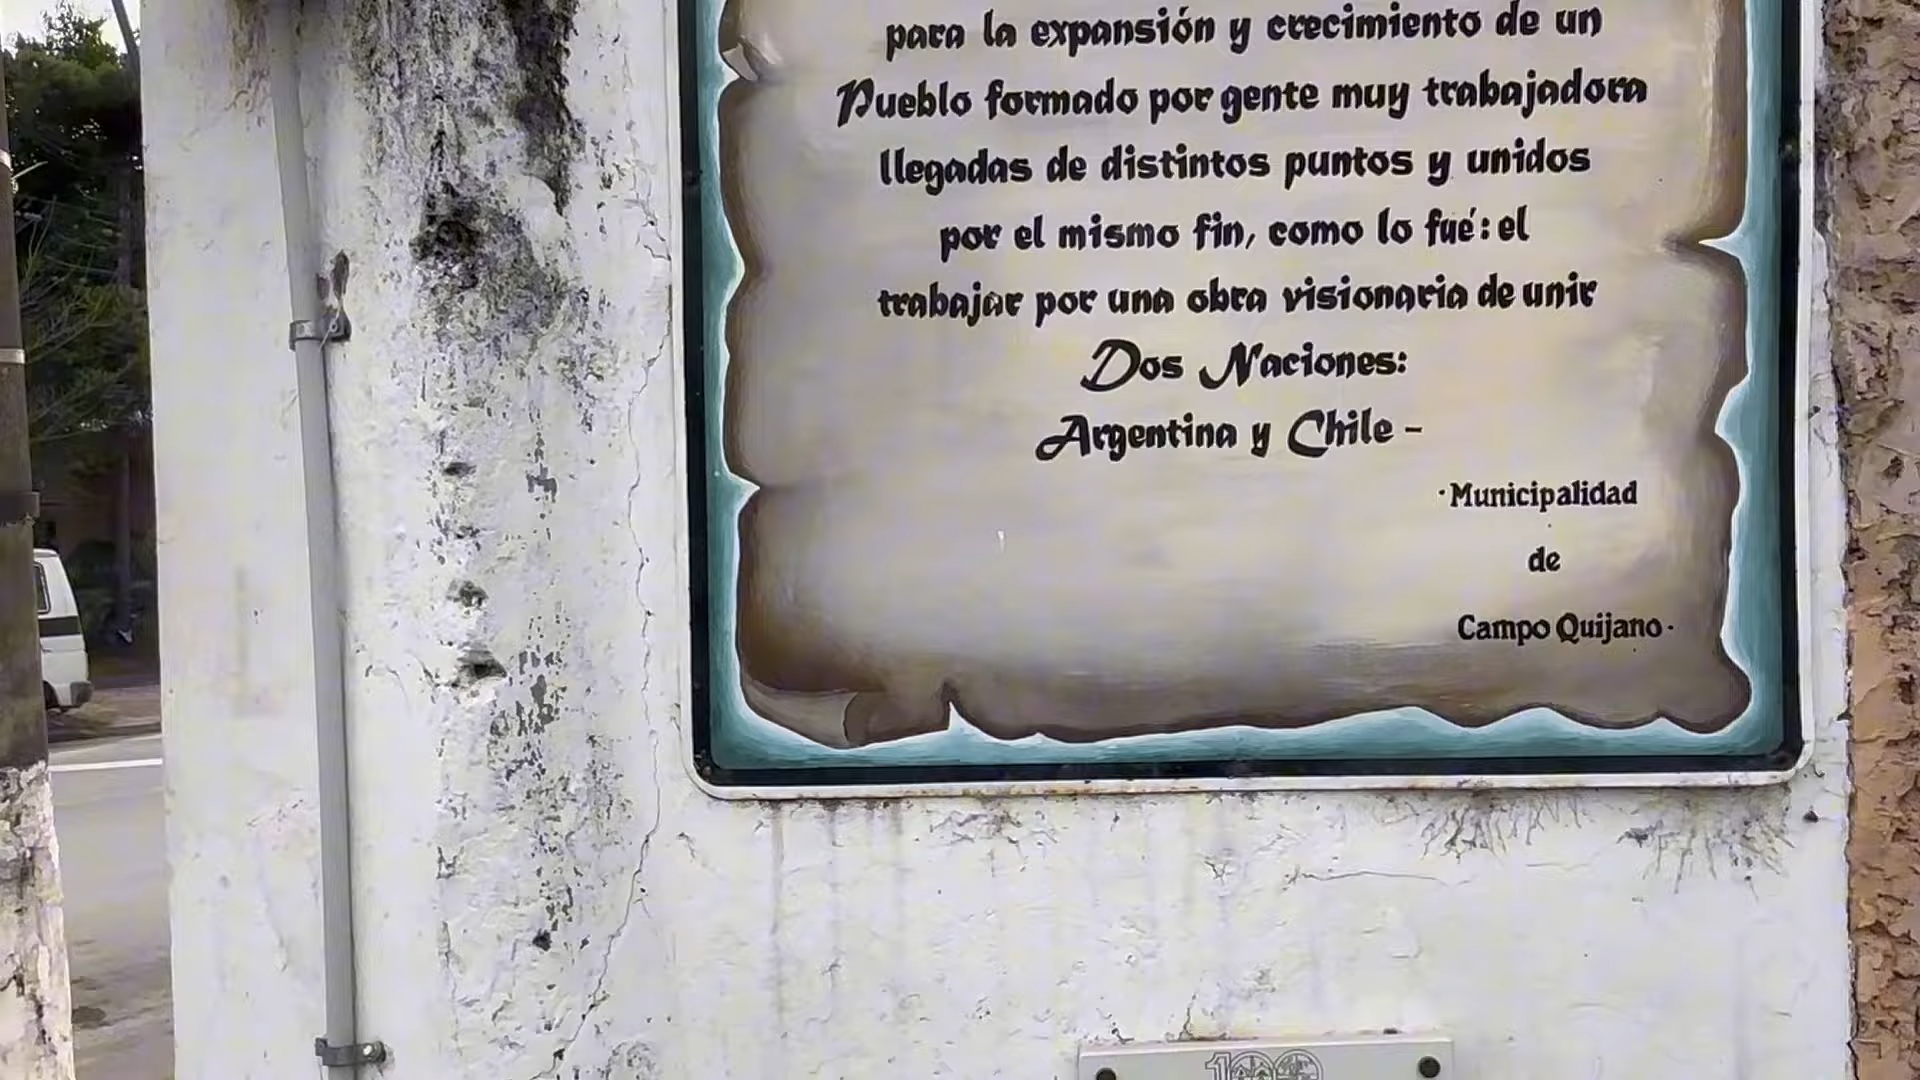 para la expansión y crecimiento de un
Pueblo formado por gente muy trabajadora
llegadas de distintos puntos y unidos
por el mismo fin, como lo fué: el
trabajar por una obra visionaria de unir
Dos Naciones:
Argentina y Chile -
·Municipalidad
de
Campo Quijano·
100